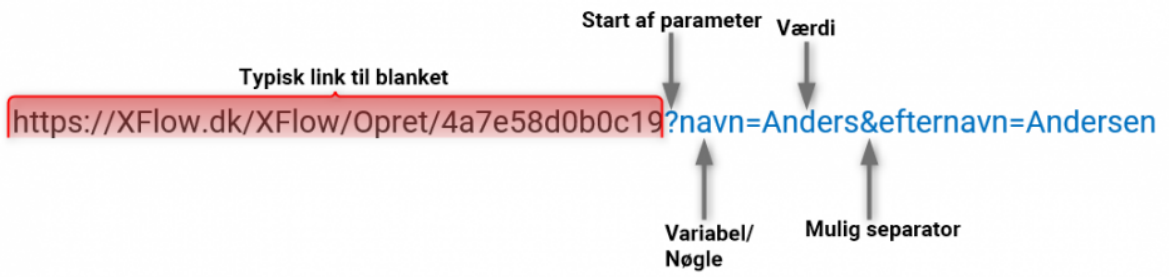 Start af parameter
Værdi
Typisk link til blanket
https://XFlow.dk/XFlow/Opret/4a7e58d0b0c19?navn=Anders&efternavn=Andersen
Variabel/
Nøgle
Mulig separator